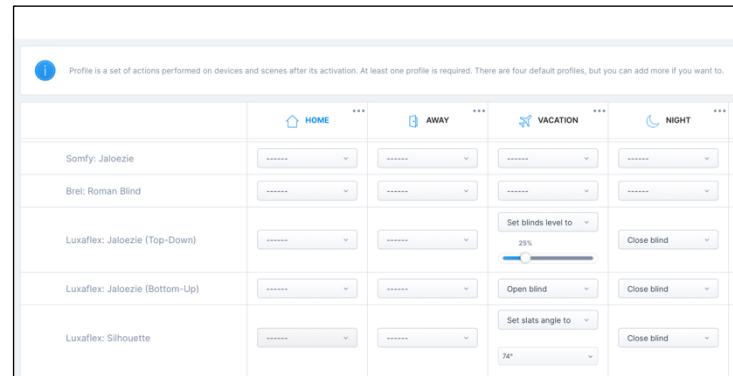 Profile is a set of actions performed on devices and scenes after its activation. At least one profile is required. There are four default profiles, but you can add more if you want to.
HOME AWAY VACATION NIGHT
Somfy: Jaloezie ------ ------ ------ ------
Brel: Roman Blind ------ ------ ------ ------
Set blinds level to
Luxaflex: Jaloezie (Top-Down) ------ ------ 25% Close blind
Luxaflex: Jaloezie (Bottom-Up) ------ ------ Open blind Close blind
Set slats angle to
Luxaflex: Silhouette ------ ------ Close blind
74°